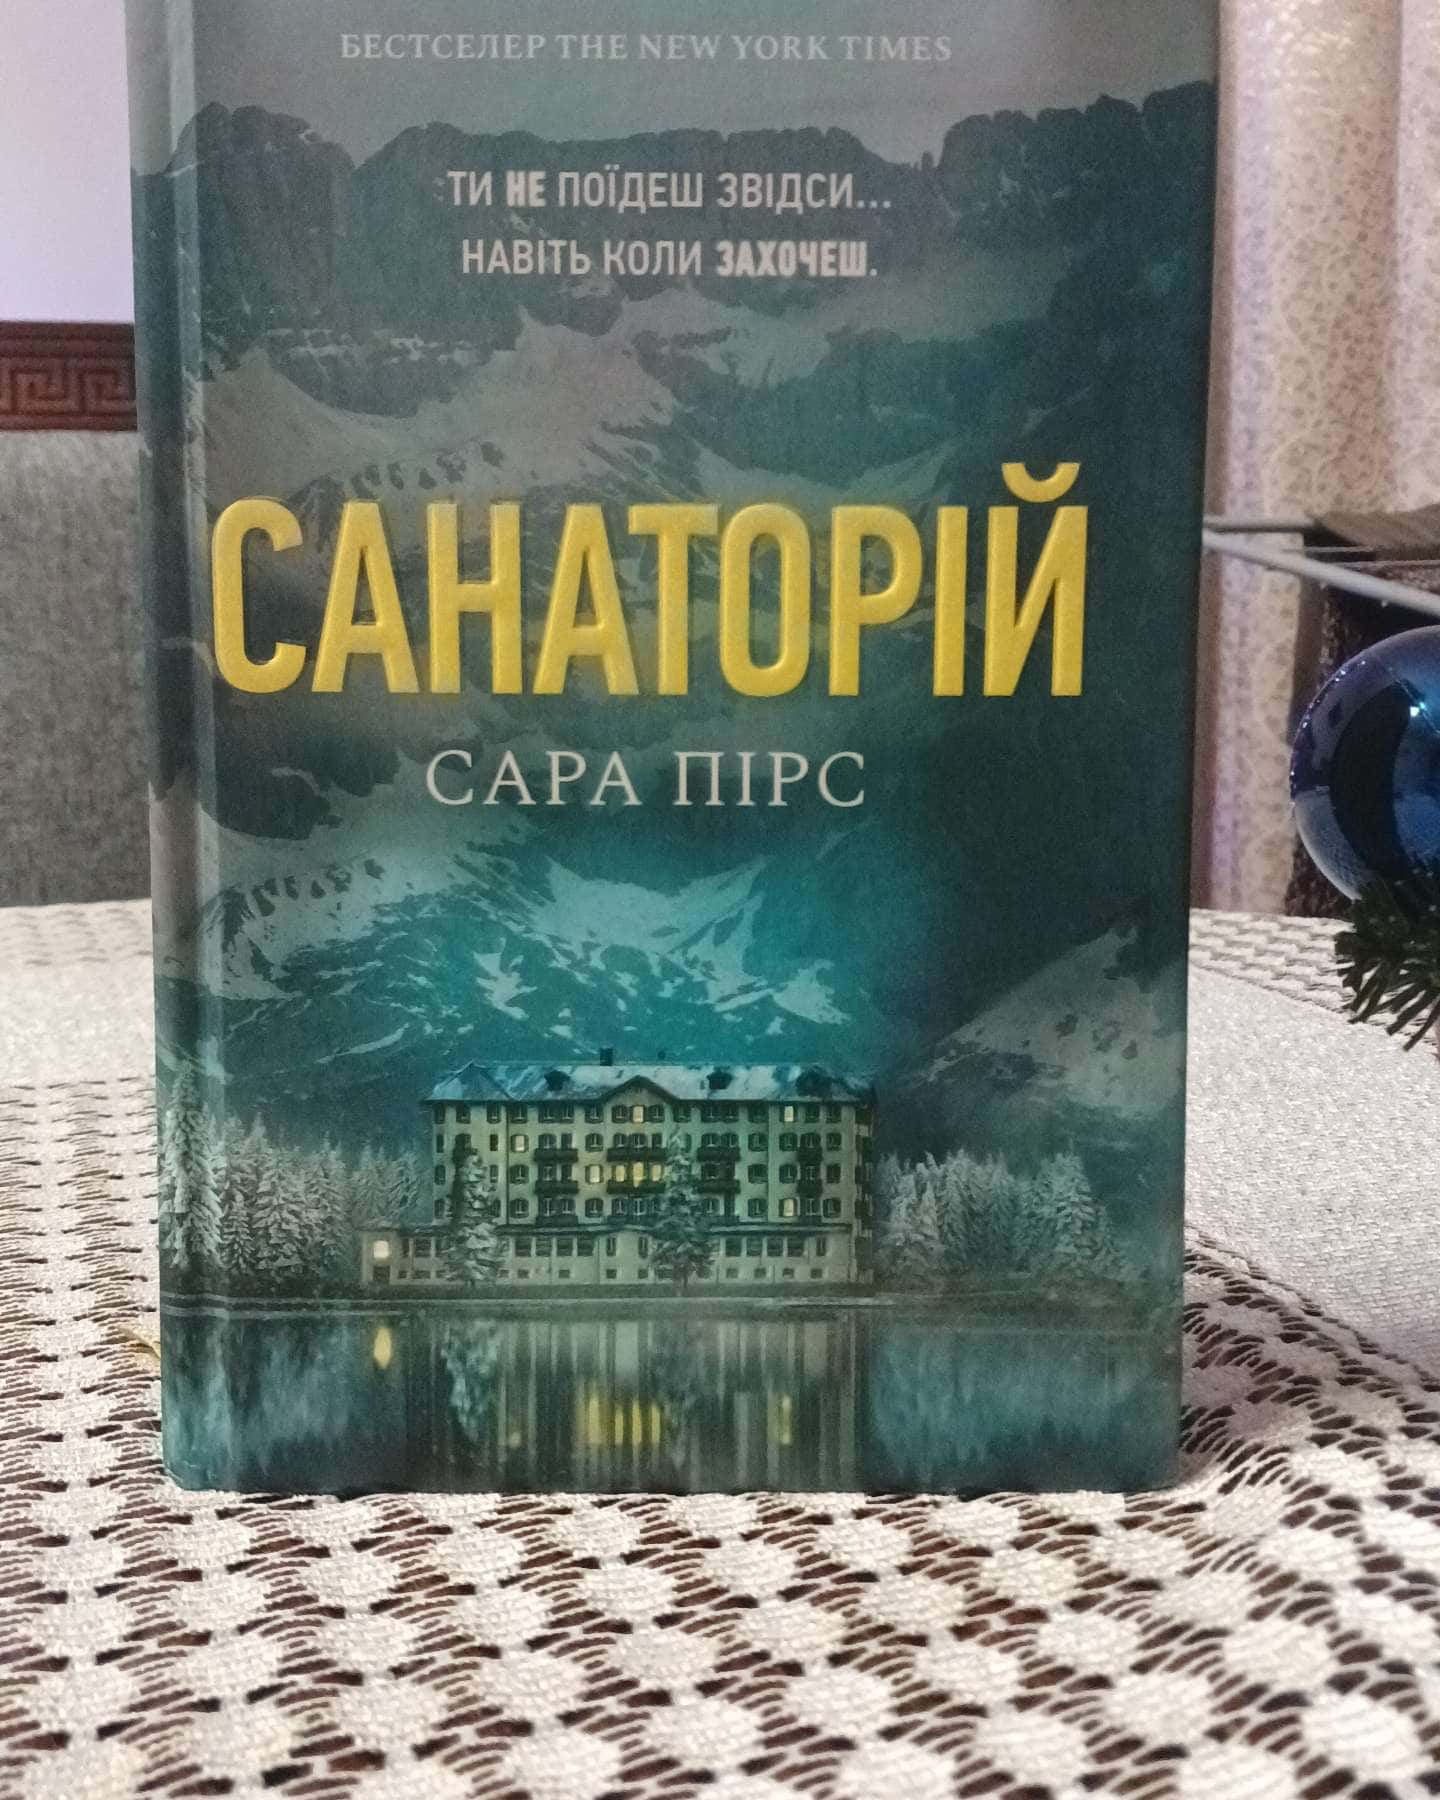 БЕСТСЕЛЕР THE NEW YORK TIMES
ТИ НЕ ПОЇДЕШ ЗВІДСИ...
НАВІТЬ КОЛИ ЗАХОЧЕШ.
САНАТОРІЙ
САРА ПІРС